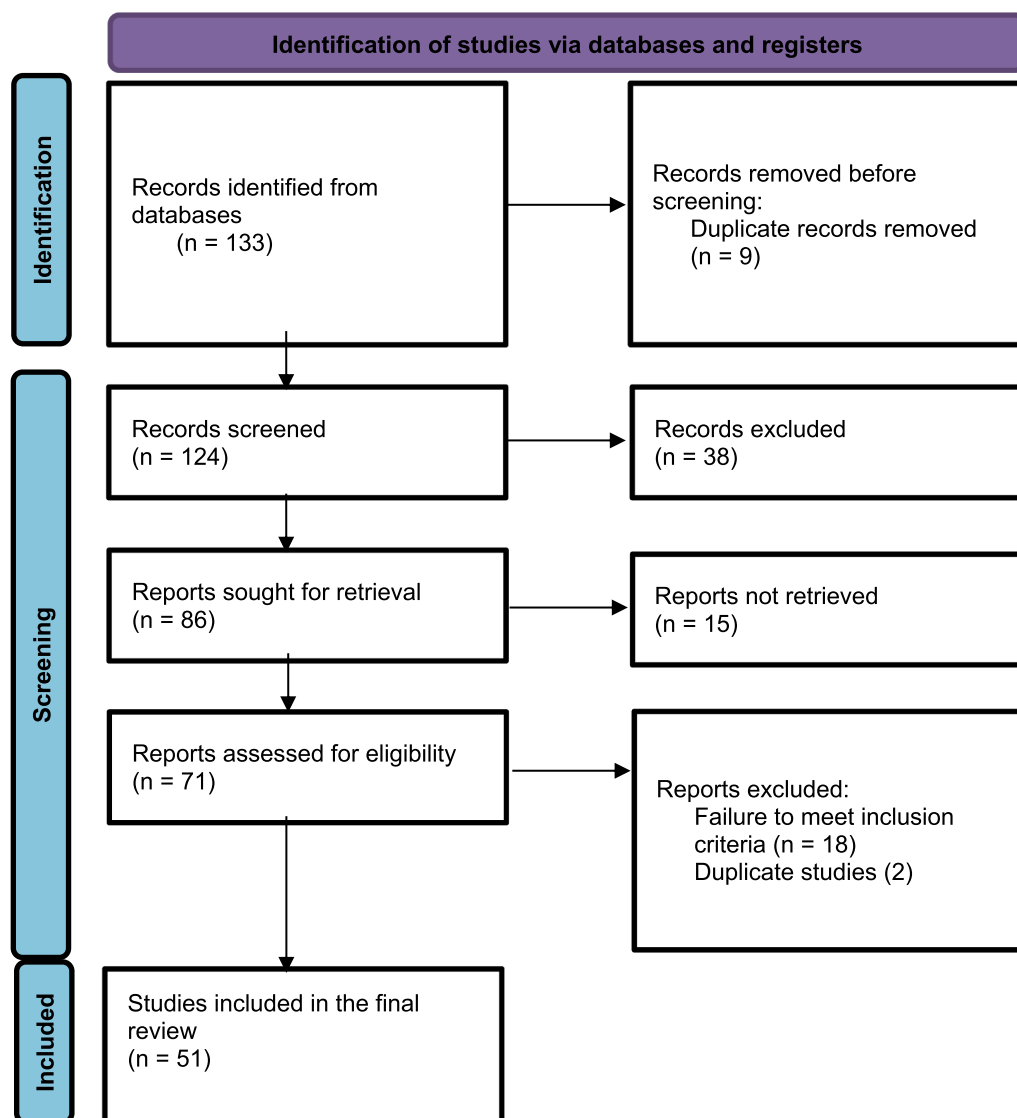 Identification of studies via databases and registers
Identification
Records identified from
databases
(n = 133)
Records removed before
screening:
Duplicate records removed
(n = 9)
Screening
Records screened
(n = 124)
Records excluded
(n = 38)
Reports sought for retrieval
(n = 86)
Reports not retrieved
(n = 15)
Reports assessed for eligibility
(n = 71)
Reports excluded:
Failure to meet inclusion
criteria (n = 18)
Duplicate studies (2)
Included
Studies included in the final
review
(n = 51)